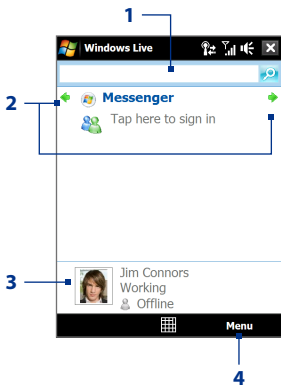 1
Windows Live
2
Messenger
Tap here to sign in
3
Jim Connors
Working
Offline
Menu
4